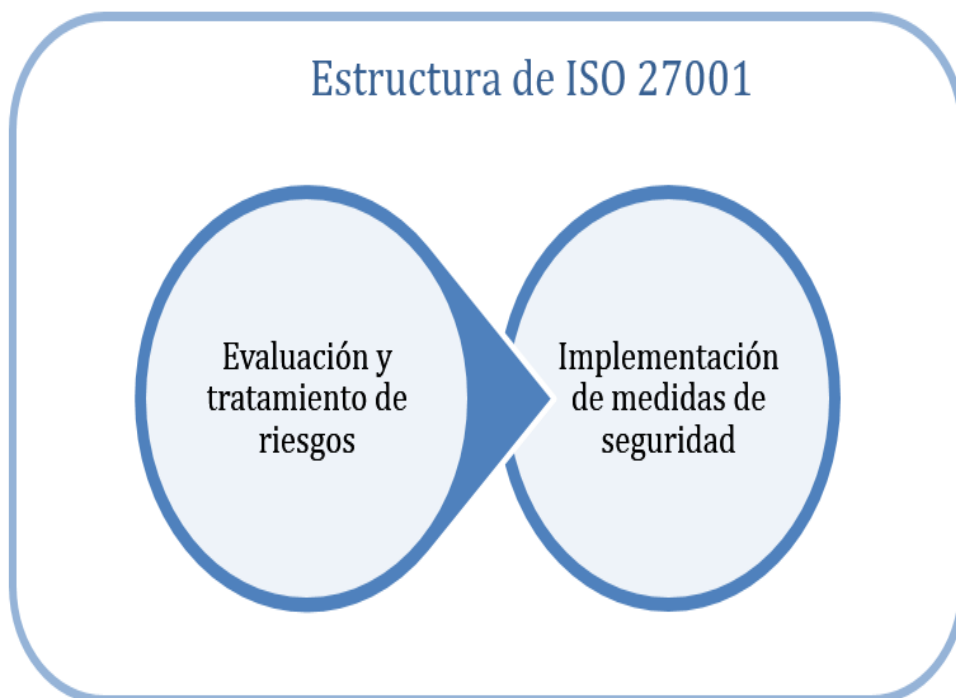 Estructura de ISO 27001
Evaluación y
tratamiento de
riesgos
Implementación
de medidas de
seguridad